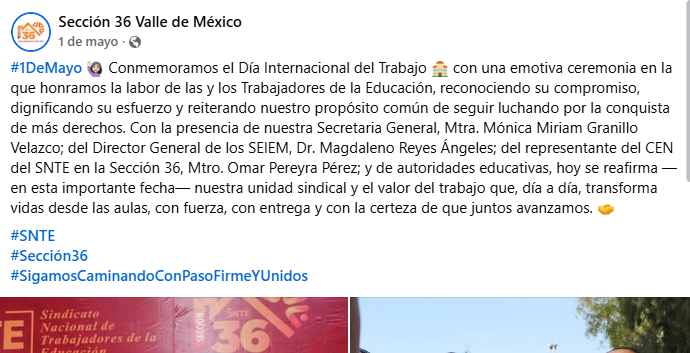 Sección 36 Valle de México
1 de mayo ·
#1DeMayo 🙋🏻‍♀️ Conmemoramos el Día Internacional del Trabajo 🏫 con una emotiva ceremonia en la
que honramos la labor de las y los Trabajadores de la Educación, reconociendo su compromiso,
dignificando su esfuerzo y reiterando nuestro propósito común de seguir luchando por la conquista
de más derechos. Con la presencia de nuestra Secretaria General, Mtra. Mónica Miriam Granillo
Velazco; del Director General de los SEIEM, Dr. Magdaleno Reyes Ángeles; del representante del CEN
del SNTE en la Sección 36, Mtro. Omar Pereyra Pérez; y de autoridades educativas, hoy se reafirma —
en esta importante fecha— nuestra unidad sindical y el valor del trabajo que, día a día, transforma
vidas desde las aulas, con fuerza, con entrega y con la certeza de que juntos avanzamos. 🤝
#SNTE
#Sección36
#SigamosCaminandoConPasoFirmeYUnidos
Sindicato
Nacional de
Trabajadores de la
Educación
SECCIÓN
SNTE
36